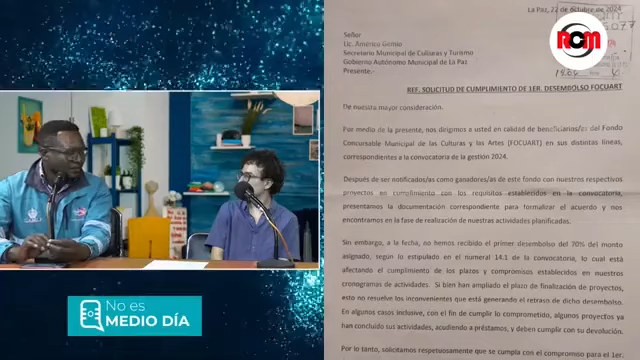 La Paz, 22 de octubre de 2024
RCM
Señor
Lic. Américo Gemio
Secretario Municipal de Culturas y Turismo
Gobierno Autónomo Municipal de La Paz
Presente.-
REF. SOLICITUD DE CUMPLIMIENTO DE 1ER. DESEMBOLSO FOCUART
De nuestra mayor consideración.
Por medio de la presente, nos dirigimos a usted en calidad de beneficiarios/as del Fondo
Concursable Municipal de las Culturas y las Artes (FOCUART) en sus distintas líneas,
correspondientes a la convocatoria de la gestión 2024.
Después de ser notificados/as como ganadores/as de este fondo con nuestros respectivos
proyectos en cumplimiento con los requisitos establecidos en la convocatoria,
presentamos la documentación correspondiente para formalizar el acuerdo y nos
encontramos en la fase de realización de nuestras actividades planificadas.
Sin embargo, a la fecha, no hemos recibido el primer desembolso del 70% del monto
asignado, según lo estipulado en el numeral 14.1 de la convocatoria, lo cual está
afectando el cumplimiento de los plazos y compromisos establecidos en nuestros
cronogramas de actividades. Si bien han ampliado el plazo de finalización de proyectos,
esto no resuelve los inconvenientes que está generando el retraso de dicho desembolso.
En algunos casos inclusive, con el fin de cumplir lo comprometido, algunos proyectos ya
han concluido sus actividades, acudiendo a préstamos, y deben cumplir con su devolución.
Por lo tanto, solicitamos respetuosamente que se cumpla con el compromiso para el 1er.
No es
MEDIO DÍA